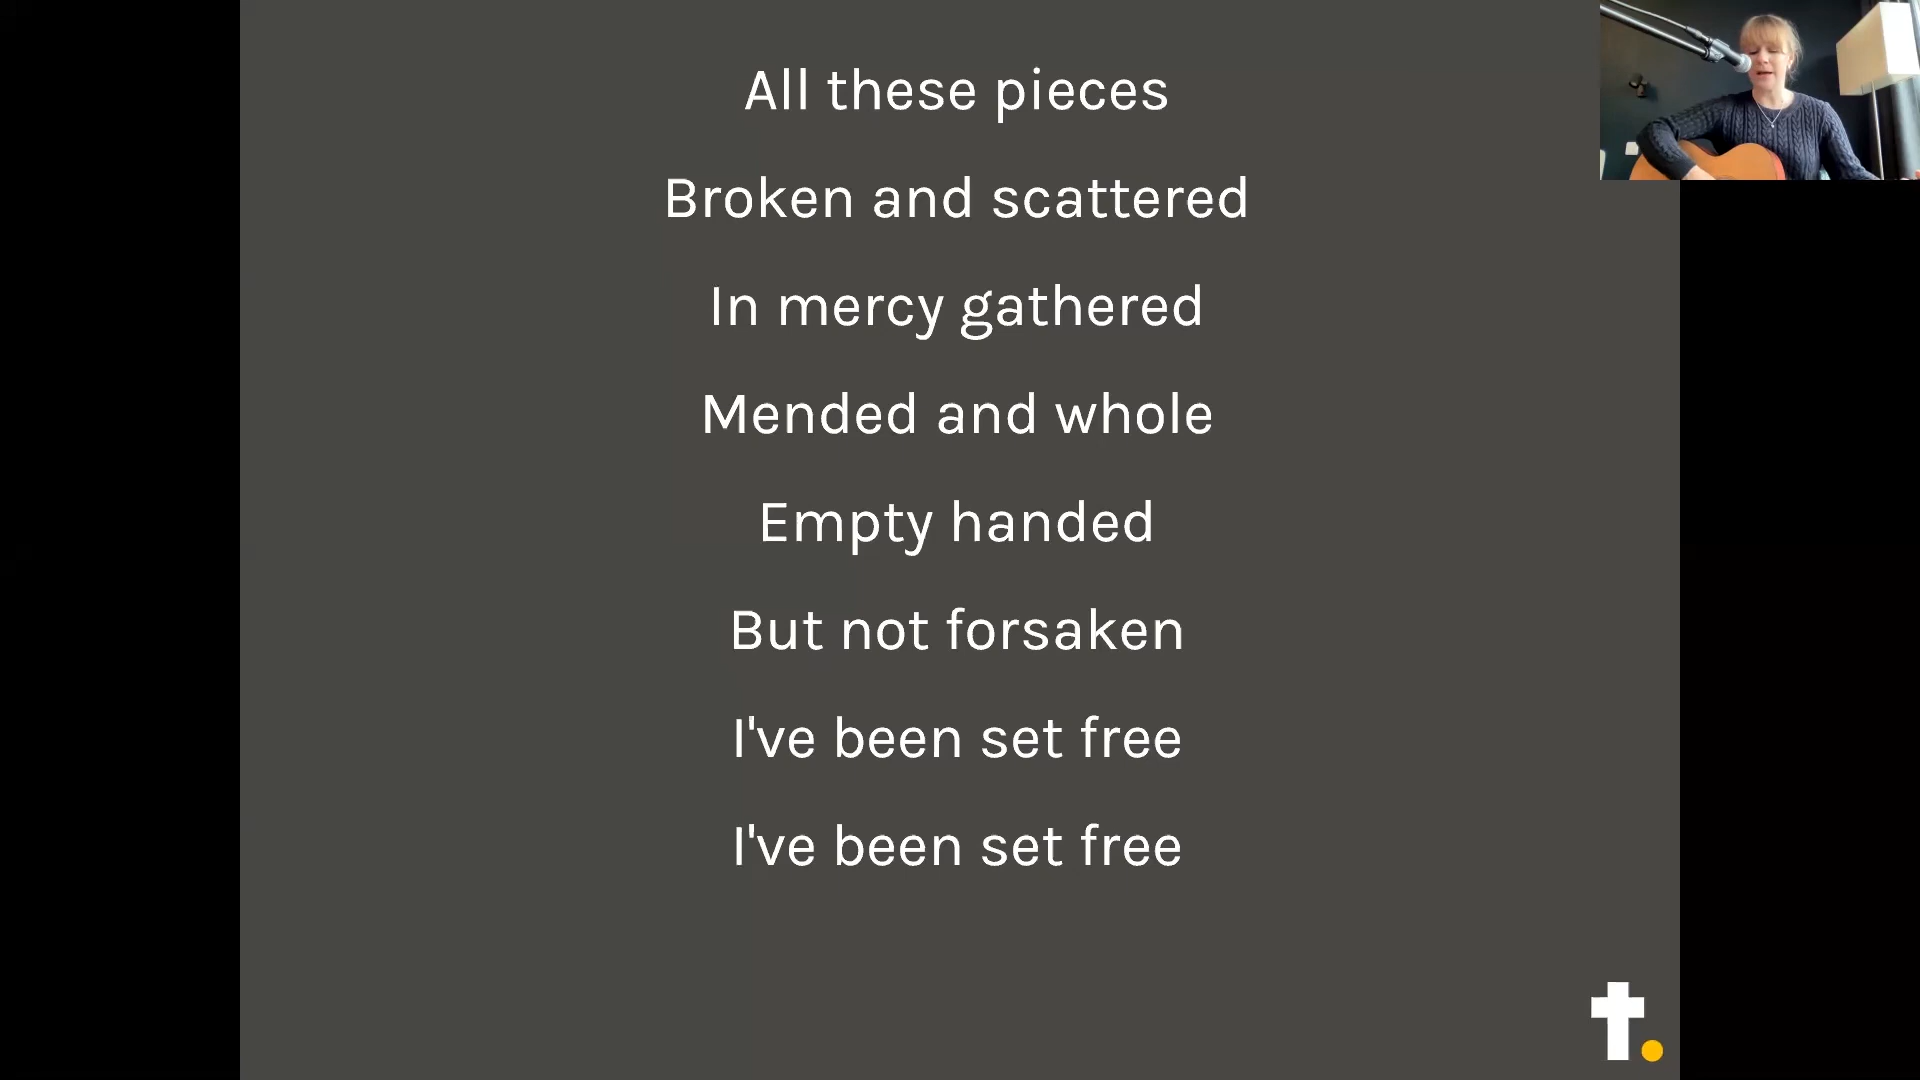 All these pieces
Broken and scattered
In mercy gathered
Mended and whole
Empty handed
But not forsaken
I've been set free
I've been set free